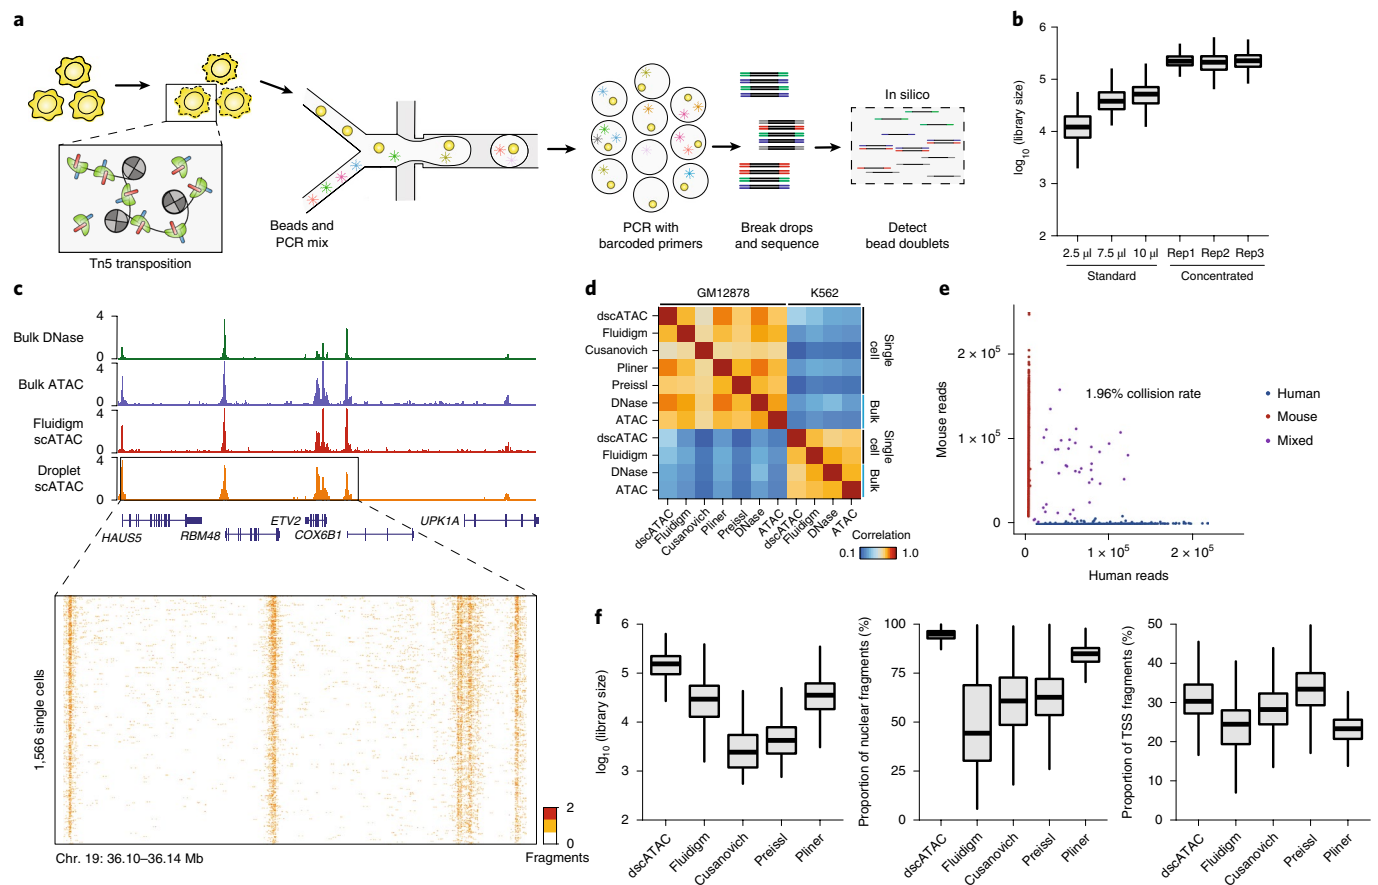 a
Tn5 transposition
Beads and
PCR mix
PCR with
barcoded primers
Break drops
and sequence
In silico
Detect
bead doublets
b
log10 (library size)
6
5
4
3
2
2.5 µl
7.5 µl
10 µl
Rep1
Rep2
Rep3
Standard
Concentrated
c
Bulk DNase
4
0
Bulk ATAC
4
0
Fluidigm
scATAC
4
0
Droplet
scATAC
4
0
HAUS5
RBM48
ETV2
COX6B1
UPK1A
1,566 single cells
Chr. 19: 36.10–36.14 Mb
2
0
Fragments
d
GM12878
K562
dscATAC
Fluidigm
Cusanovich
Pliner
Preissl
DNase
ATAC
dscATAC
Fluidigm
DNase
ATAC
Single
cell
Bulk
Single
cell
Bulk
dscATAC
Fluidigm
Cusanovich
Pliner
Preissl
DNase
ATAC
dscATAC
Fluidigm
DNase
ATAC
Correlation
0.1
1.0
e
Mouse reads
2 × 10⁵
1 × 10⁵
0
0
1 × 10⁵
2 × 10⁵
Human reads
1.96% collision rate
Human
Mouse
Mixed
f
log10 (library size)
6
5
4
3
2
dscATAC
Fluidigm
Cusanovich
Preissl
Pliner
Proportion of nuclear fragments (%)
100
75
50
25
0
dscATAC
Fluidigm
Cusanovich
Preissl
Pliner
Proportion of TSS fragments (%)
50
40
30
20
10
0
dscATAC
Fluidigm
Cusanovich
Preissl
Pliner